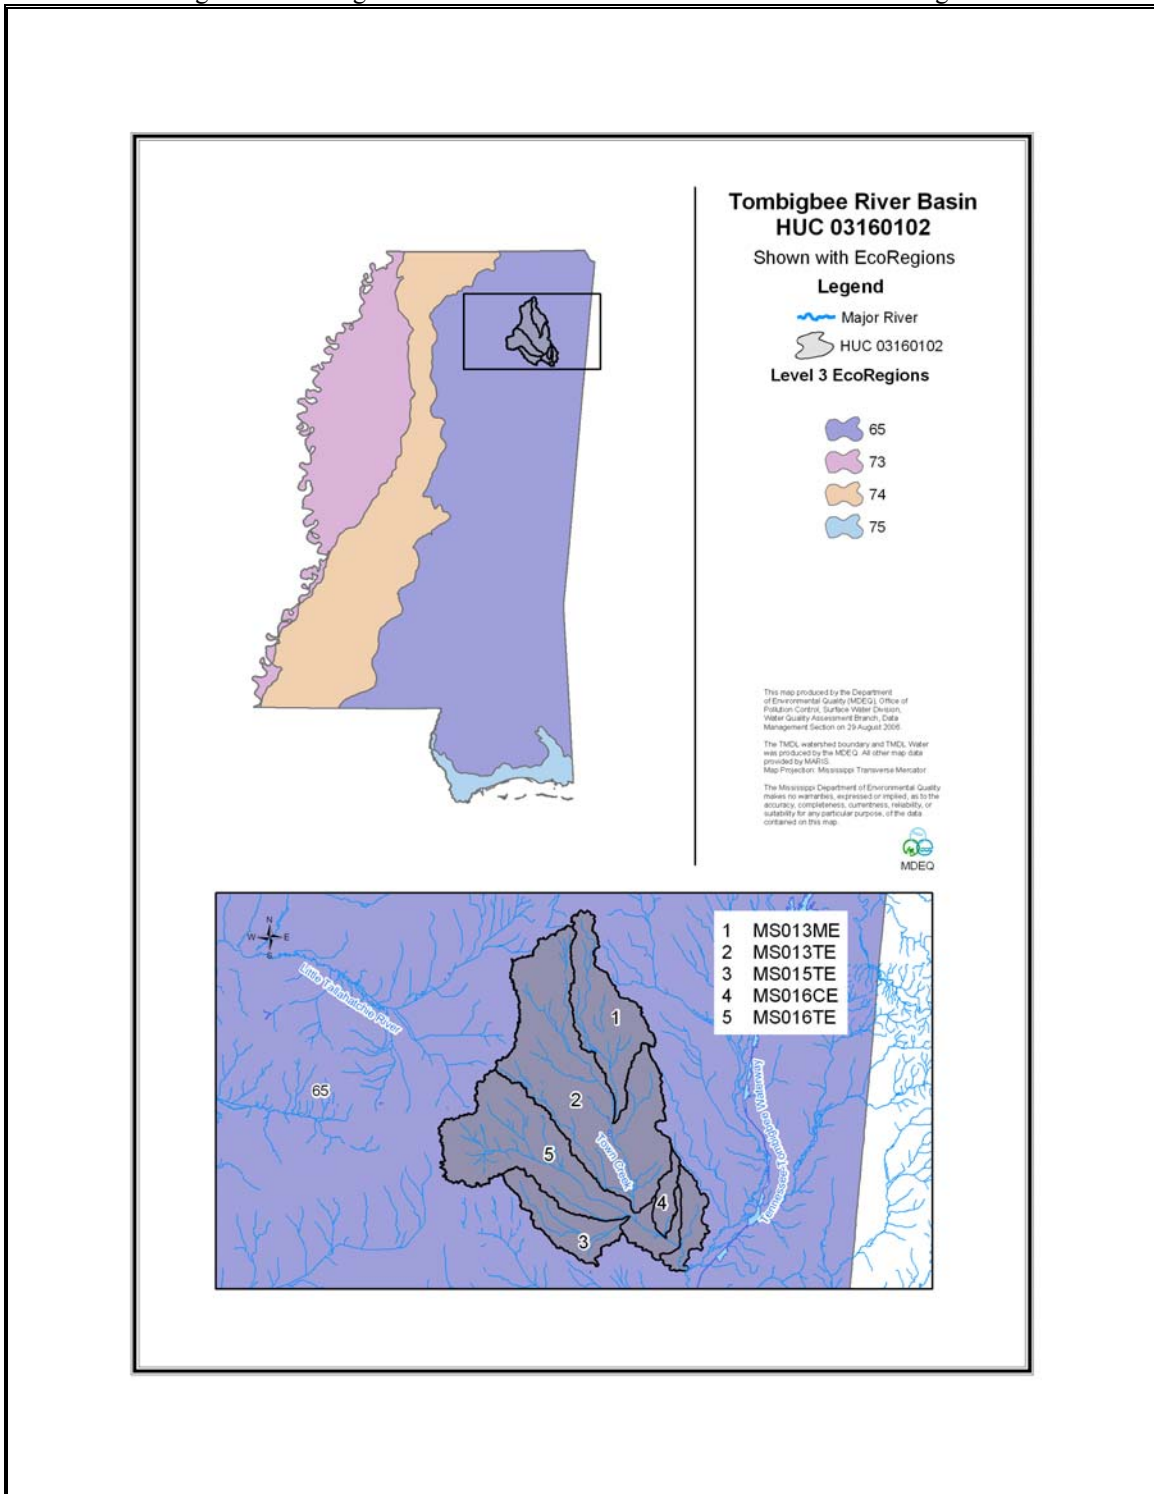 Tombigbee River Basin
HUC 03160102
Shown with EcoRegions
Legend
Major River
HUC 03160102
Level 3 EcoRegions
65
73
74
75
This map produced by the Department
of Environmental Quality (MDEQ), Office of
Pollution Control, Surface Water Division,
Water Quality Assessment Branch, Data
Management Section on 29 August 2006.
The TMDL watershed boundary and TMDL Water
was produced by the MDEQ. All other map data
provided by MARIS.
Map Projection: Mississippi Transverse Mercator
The Mississippi Department of Environmental Quality
makes no warranties, expressed or implied, as to the
accuracy, completeness, currentness, reliability, or
suitability for any particular purpose, of the data
contained on this map.
MDEQ
N
W E
S
Little Tallahatchie River
65
1 MS013ME
2 MS013TE
3 MS015TE
4 MS016CE
5 MS016TE
1
2
Town Creek
5
4
3
Tennessee-Tombigbee Waterway